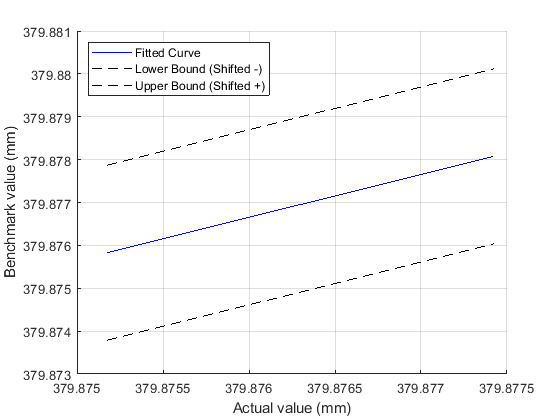 379.881
379.88
379.879
379.878
379.877
379.876
379.875
379.874
379.873
Benchmark value (mm)
Fitted Curve
Lower Bound (Shifted -)
Upper Bound (Shifted +)
379.875 379.8755 379.876 379.8765 379.877 379.8775
Actual value (mm)